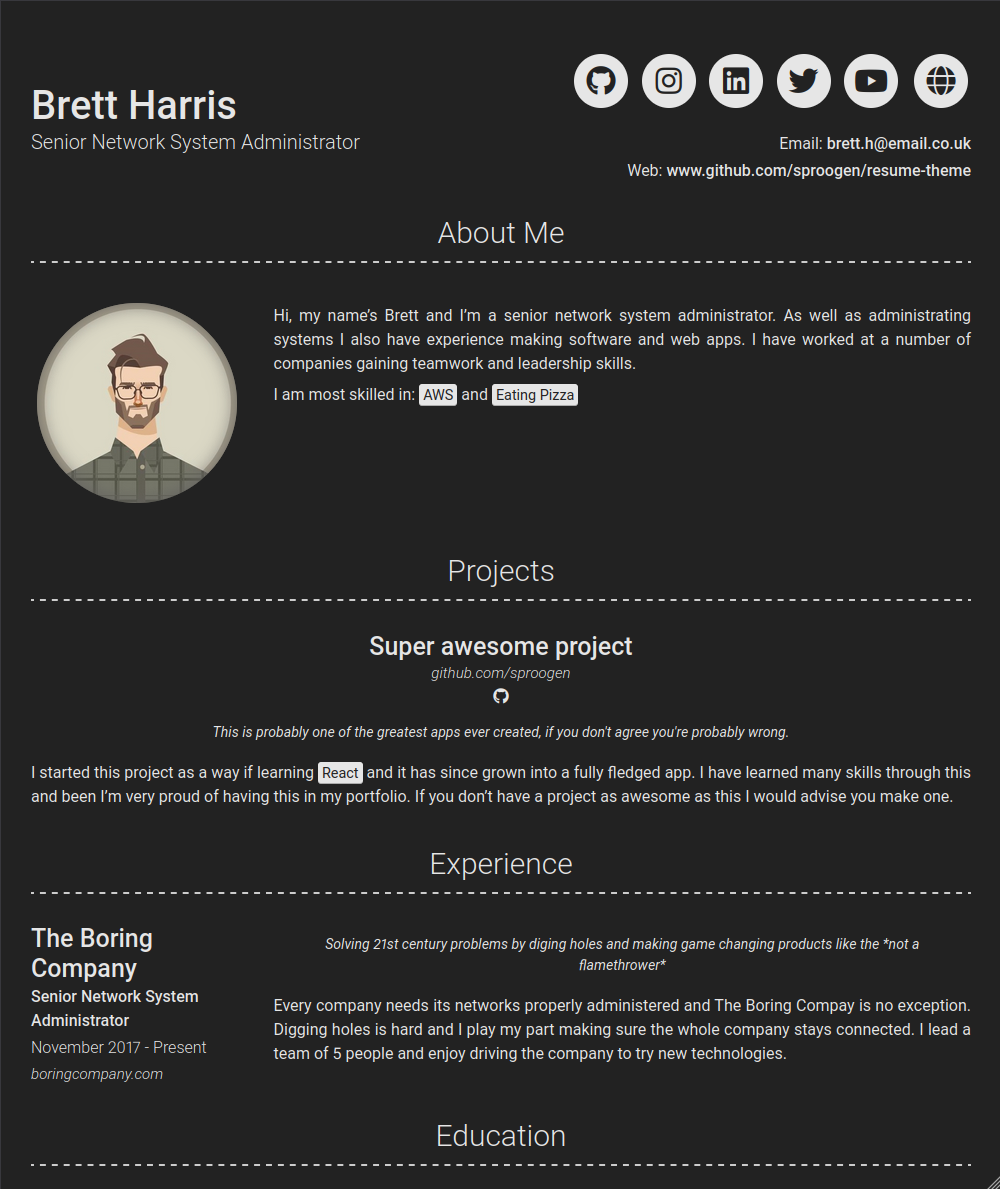 Brett Harris
Senior Network System Administrator
Email: brett.h@email.co.uk
Web: www.github.com/sproogen/resume-theme
About Me
Hi, my name’s Brett and I’m a senior network system administrator. As well as administrating
systems I also have experience making software and web apps. I have worked at a number of
companies gaining teamwork and leadership skills.
I am most skilled in: AWS and Eating Pizza
Projects
Super awesome project
github.com/sproogen
This is probably one of the greatest apps ever created, if you don't agree you're probably wrong.
I started this project as a way if learning React and it has since grown into a fully fledged app. I have learned many skills through this
and been I’m very proud of having this in my portfolio. If you don’t have a project as awesome as this I would advise you make one.
Experience
The Boring
Company
Senior Network System
Administrator
November 2017 - Present
boringcompany.com
Solving 21st century problems by diging holes and making game changing products like the *not a
flamethrower*
Every company needs its networks properly administered and The Boring Compay is no exception.
Digging holes is hard and I play my part making sure the whole company stays connected. I lead a
team of 5 people and enjoy driving the company to try new technologies.
Education